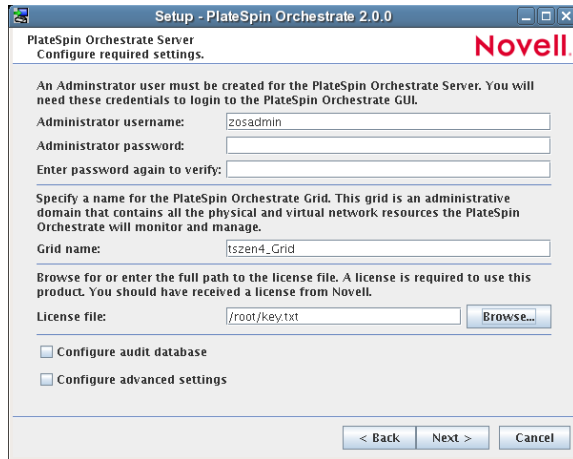 Setup - PlateSpin Orchestrate 2.0.0
PlateSpin Orchestrate Server
Configure required settings.
Novell.
An Adminstrator user must be created for the PlateSpin Orchestrate Server. You will
need these credentials to login to the PlateSpin Orchestrate GUI.
Administrator username: zosadmin
Administrator password:
Enter password again to verify:
Specify a name for the PlateSpin Orchestrate Grid. This grid is an administrative
domain that contains all the physical and virtual network resources the PlateSpin
Orchestrate will monitor and manage.
Grid name: tszen4_Grid
Browse for or enter the full path to the license file. A license is required to use this
product. You should have received a license from Novell.
License file: /root/key.txt Browse...
Configure audit database
Configure advanced settings
< Back Next > Cancel